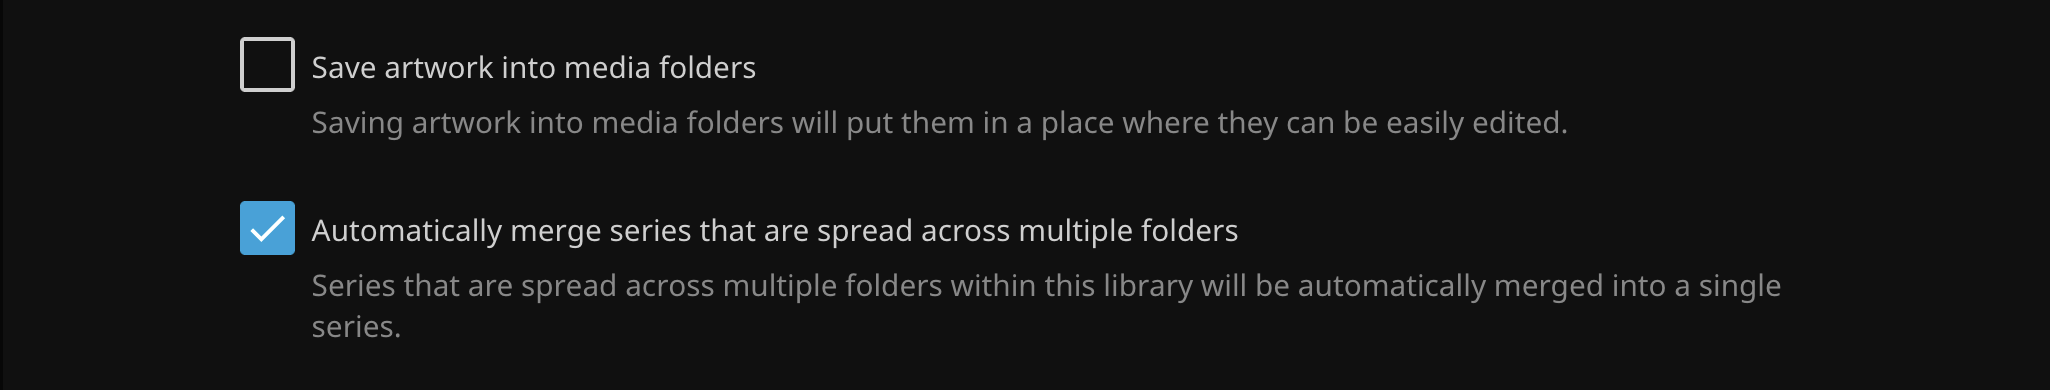 Save artwork into media folders
Saving artwork into media folders will put them in a place where they can be easily edited.
Automatically merge series that are spread across multiple folders
Series that are spread across multiple folders within this library will be automatically merged into a single
series.